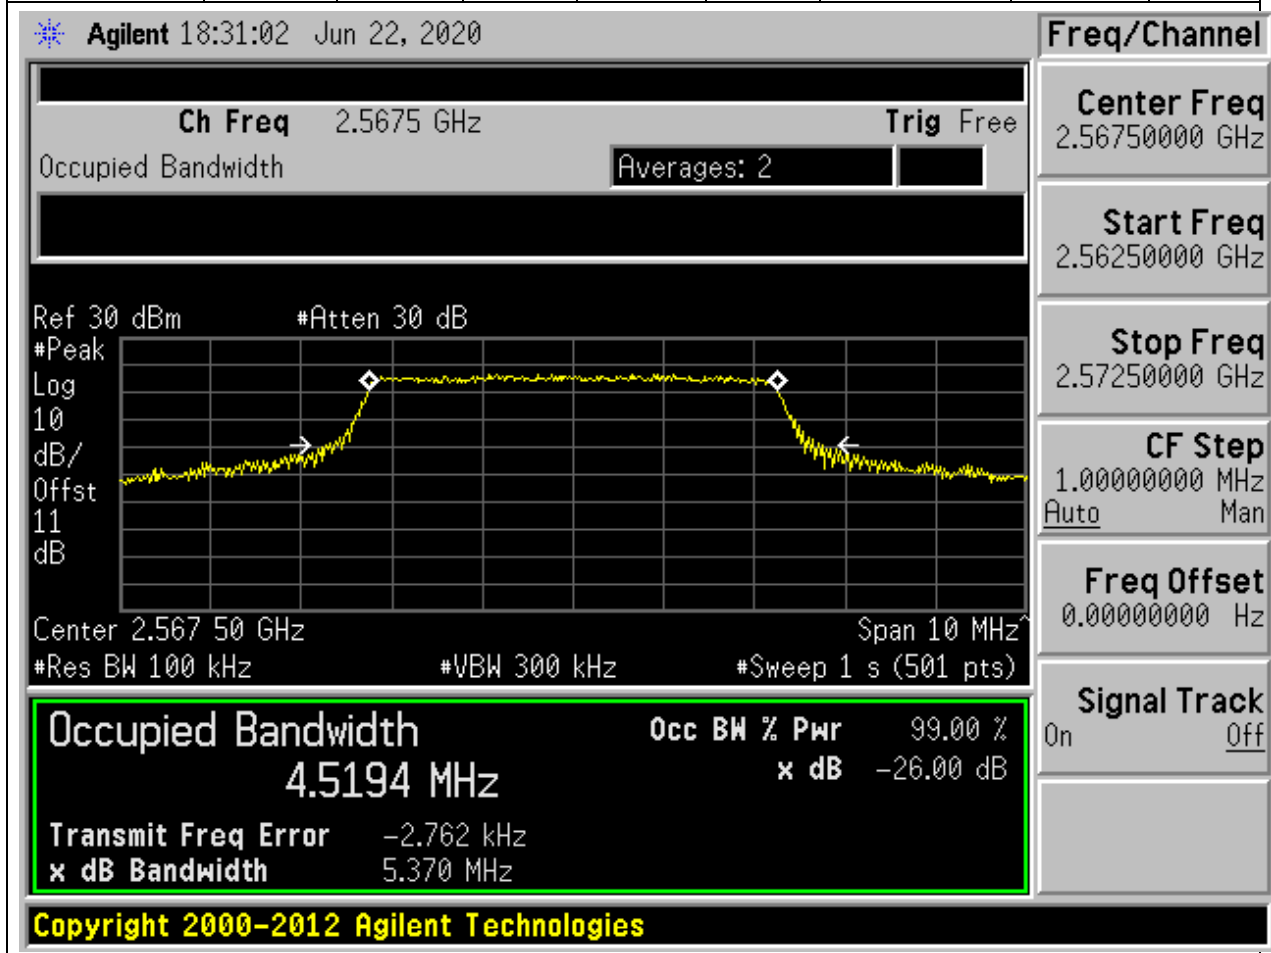 Agilent 18:31:02 Jun 22, 2020
Freq/Channel
Ch Freq 2.5675 GHz Trig Free
Occupied Bandwidth Averages: 2
Ref 30 dBm #Atten 30 dB
#Peak
Log
10
dB/
Offst
11
dB
Center 2.567 50 GHz Span 10 MHz^
#Res BW 100 kHz #VBW 300 kHz #Sweep 1 s (501 pts)
Occupied Bandwidth Occ BW % Pwr 99.00 %
4.5194 MHz x dB -26.00 dB
Transmit Freq Error -2.762 kHz
x dB Bandwidth 5.370 MHz
Center Freq
2.56750000 GHz
Start Freq
2.56250000 GHz
Stop Freq
2.57250000 GHz
CF Step
1.00000000 MHz
Auto Man
Freq Offset
0.00000000 Hz
Signal Track
On Off
Copyright 2000-2012 Agilent Technologies